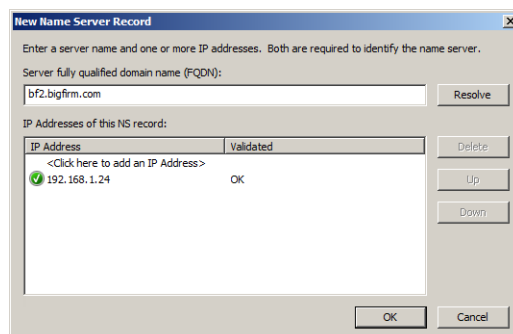 New Name Server Record
Enter a server name and one or more IP addresses.  Both are required to identify the name server.
Server fully qualified domain name (FQDN):
bf2.bigfirm.com
Resolve
IP Addresses of this NS record:
IP Address Validated
Delete
<Click here to add an IP Address>
192.168.1.24 OK
Up
Down
OK Cancel